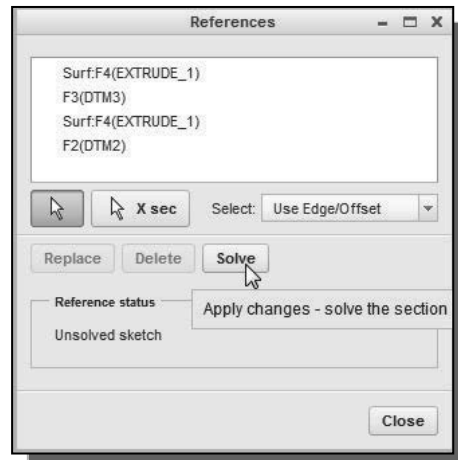 References
Surf:F4(EXTRUDE_1)
F3(DTM3)
Surf:F4(EXTRUDE_1)
F2(DTM2)
X sec Select: Use Edge/Offset
Replace Delete Solve
Reference status
Apply changes - solve the section
Unsolved sketch
Close